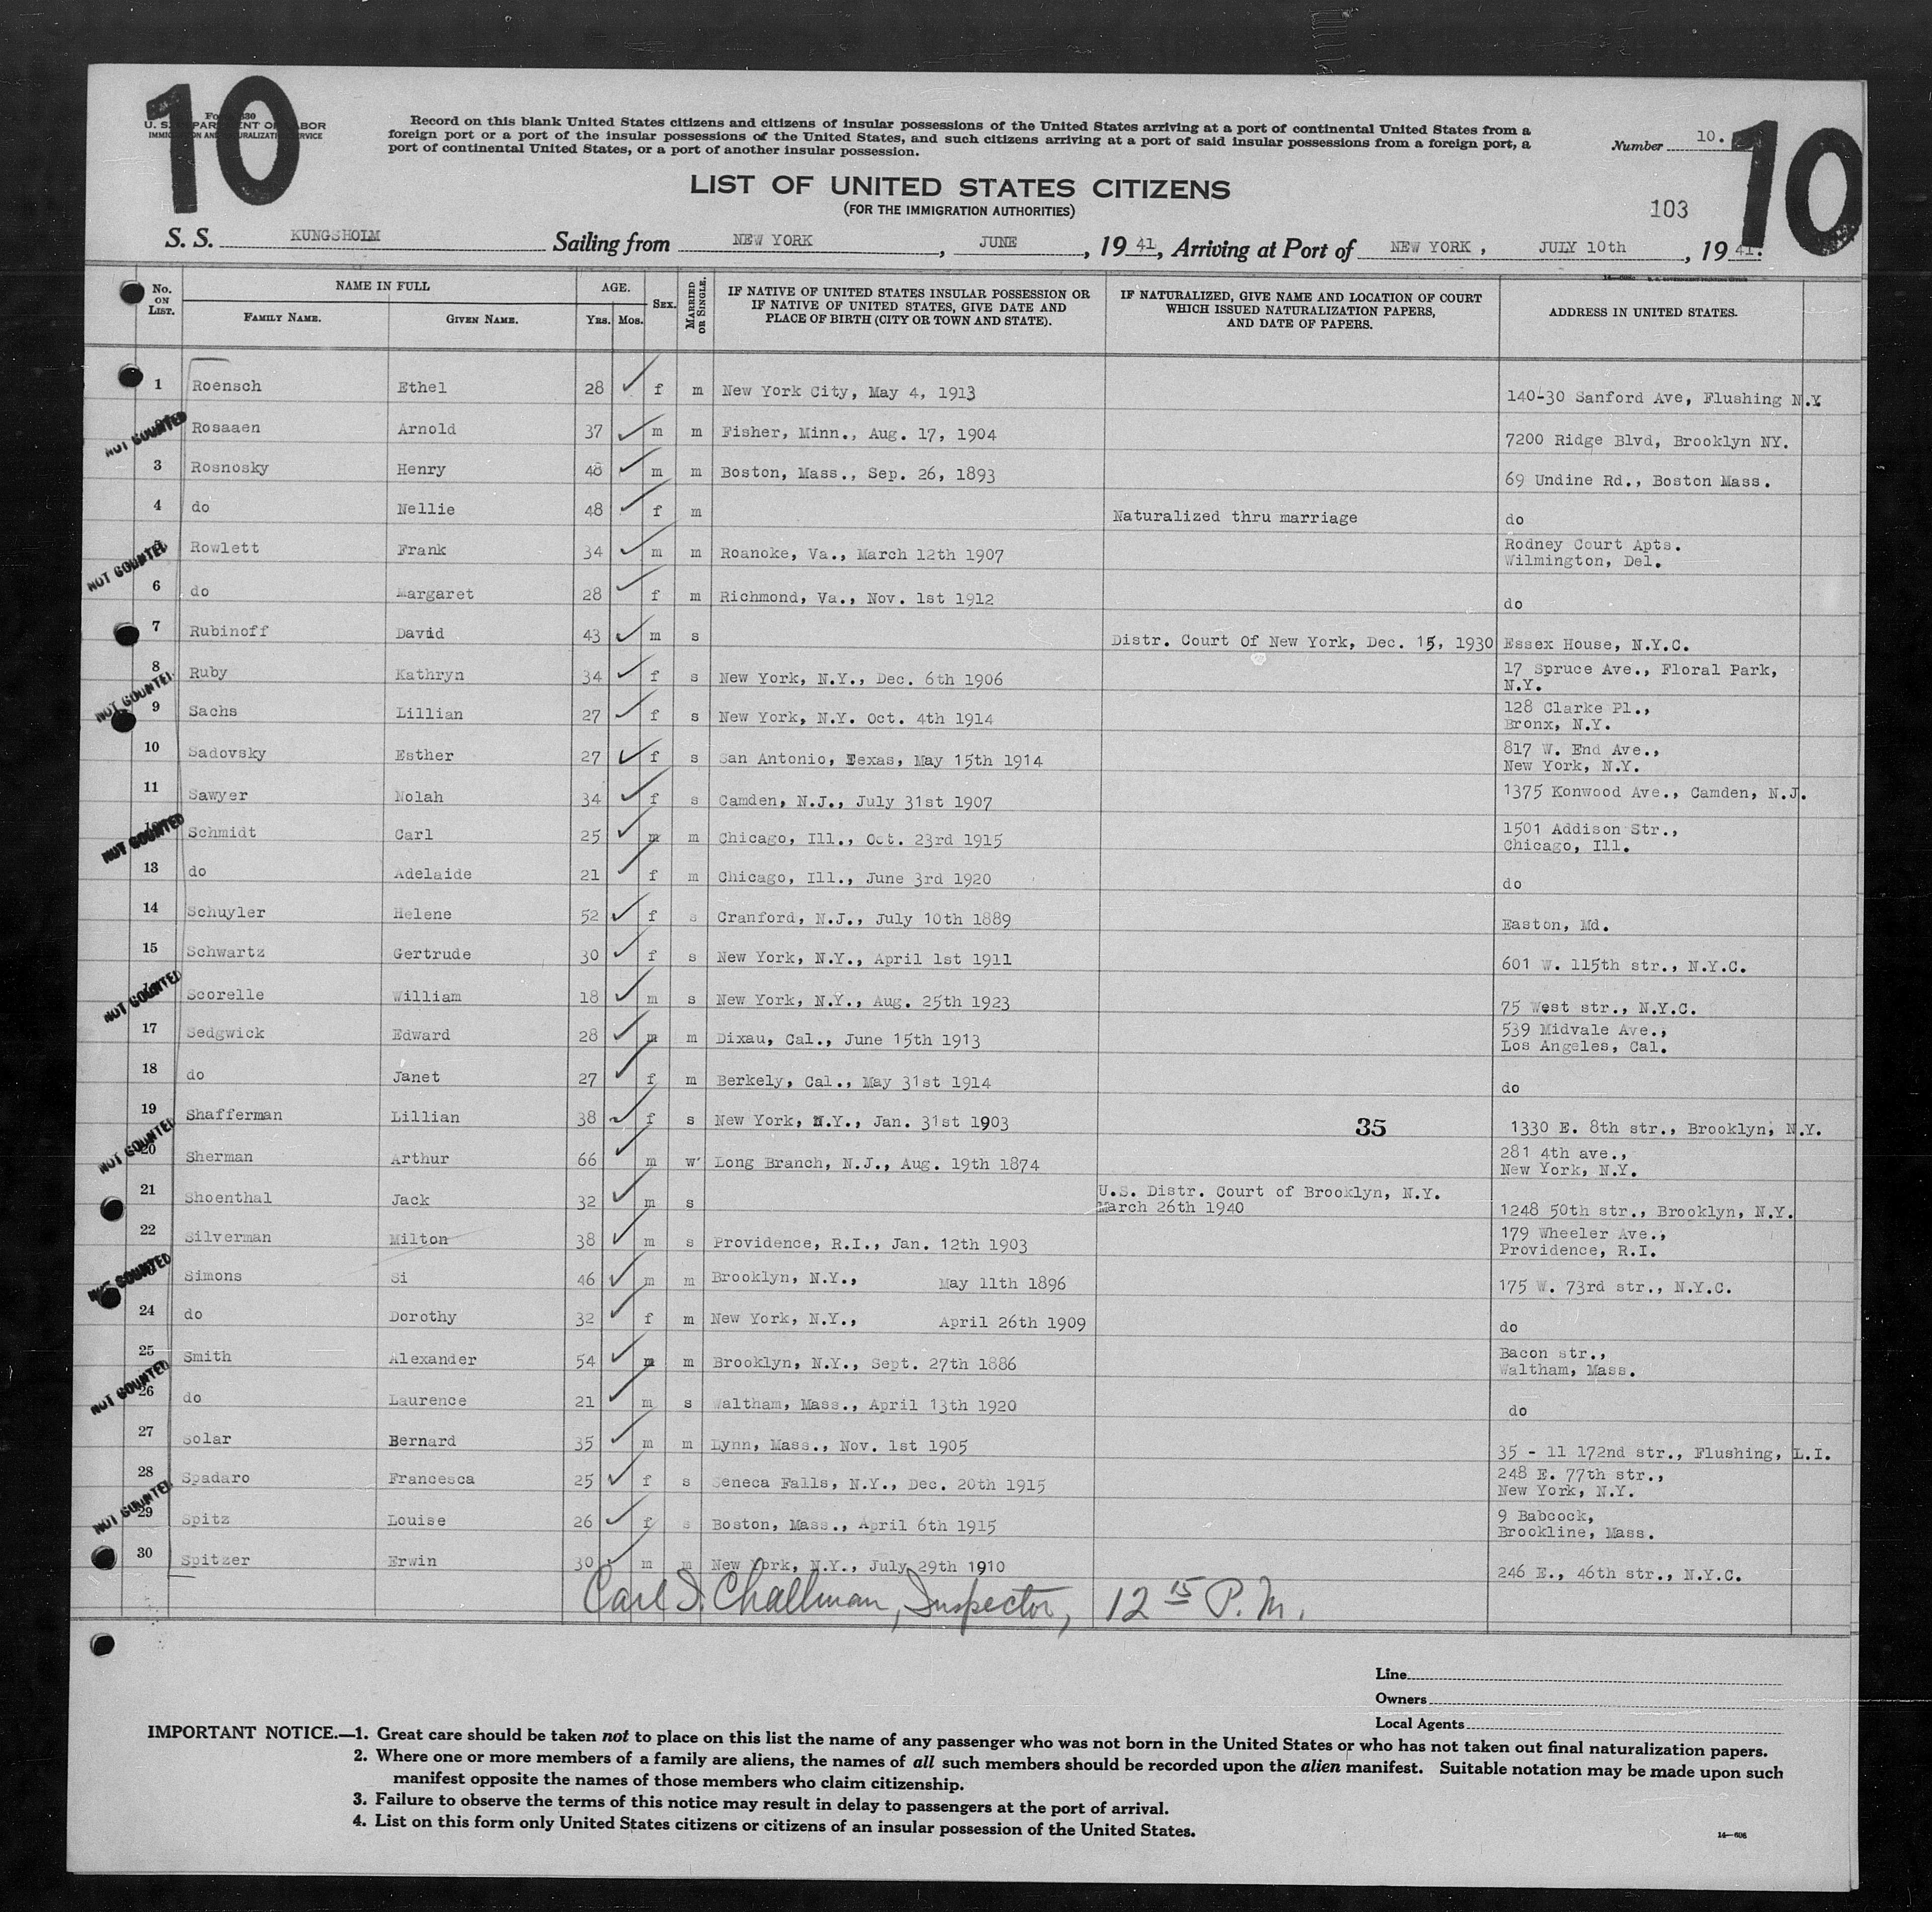 10
Form 630
U. S. DEPARTMENT OF LABOR
IMMIGRATION AND NATURALIZATION SERVICE
Record on this blank United States citizens and citizens of insular possessions of the United States arriving at a port of continental United States from a
foreign port or a port of the insular possessions of the United States, and such citizens arriving at a port of said insular possessions from a foreign port, a
port of continental United States, or a port of another insular possession.
Number 10.
10
LIST OF UNITED STATES CITIZENS
(FOR THE IMMIGRATION AUTHORITIES)
103
S. S. KUNGSHOLM Sailing from NEW YORK, JUNE, 1941, Arriving at Port of NEW YORK, JULY 10th, 1941.
No. ON LIST. NAME IN FULL FAMILY NAME. GIVEN NAME. AGE. Yrs. Mos. SEX. MARRIED OR SINGLE. IF NATIVE OF UNITED STATES INSULAR POSSESSION OR IF NATIVE OF UNITED STATES, GIVE DATE AND PLACE OF BIRTH (CITY OR TOWN AND STATE). IF NATURALIZED, GIVE NAME AND LOCATION OF COURT WHICH ISSUED NATURALIZATION PAPERS, AND DATE OF PAPERS. ADDRESS IN UNITED STATES.
1 Roensch Ethel 28 f m New York City, May 4, 1913 140-30 Sanford Ave, Flushing N.Y.
NOT COUNTED Rosaaen Arnold 37 m m Fisher, Minn., Aug. 17, 1904 7200 Ridge Blvd, Brooklyn NY.
3 Rosnosky Henry 48 m m Boston, Mass., Sep. 26, 1893 69 Undine Rd., Boston Mass.
4 do Nellie 48 f m Naturalized thru marriage do
NOT COUNTED Rowlett Frank 34 m m Roanoke, Va., March 12th 1907 Rodney Court Apts.
Wilmington, Del.
6 do Margaret 28 f m Richmond, Va., Nov. 1st 1912 do
7 Rubinoff David 43 m s Distr. Court Of New York, Dec. 15, 1930 Essex House, N.Y.C.
8 Ruby Kathryn 34 f s New York, N.Y., Dec. 6th 1906 17 Spruce Ave., Floral Park,
N.Y.
NOT COUNTED 9 Sachs Lillian 27 f s New York, N.Y. Oct. 4th 1914 128 Clarke Pl.,
Bronx, N.Y.
10 Sadovsky Esther 27 f s San Antonio, Texas, May 15th 1914 817 W. End Ave.,
New York, N.Y.
11 Sawyer Nolah 34 f s Camden, N.J., July 31st 1907 1375 Konwood Ave., Camden, N.J.
NOT COUNTED Schmidt Carl 25 m m Chicago, Ill., Oct. 23rd 1915 1501 Addison Str.,
Chicago, Ill.
13 do Adelaide 21 f m Chicago, Ill., June 3rd 1920 do
14 Schuyler Helene 52 f s Cranford, N.J., July 10th 1889 Easton, Md.
15 Schwartz Gertrude 30 f s New York, N.Y., April 1st 1911 601 W. 115th str., N.Y.C.
NOT COUNTED Scorelle William 18 m s New York, N.Y., Aug. 25th 1923 75 West str., N.Y.C.
17 Sedgwick Edward 28 m m Dixau, Cal., June 15th 1913 539 Midvale Ave.,
Los Angeles, Cal.
18 do Janet 27 f m Berkely, Cal., May 31st 1914 do
19 Shafferman Lillian 38 f s New York, N.Y., Jan. 31st 1903 35 1330 E. 8th str., Brooklyn, N.Y.
NOT COUNTED 20 Sherman Arthur 66 m w Long Branch, N.J., Aug. 19th 1874 281 4th ave.,
New York, N.Y.
21 Shoenthal Jack 32 m s U.S. Distr. Court of Brooklyn, N.Y.
March 26th 1940 1248 50th str., Brooklyn, N.Y.
22 Silverman Milton 38 m s Providence, R.I., Jan. 12th 1903 179 Wheeler Ave.,
Providence, R.I.
NOT COUNTED Simons Si 46 m m Brooklyn, N.Y., May 11th 1896 175 W. 73rd str., N.Y.C.
24 do Dorothy 32 f m New York, N.Y., April 26th 1909 do
25 Smith Alexander 54 m m Brooklyn, N.Y., Sept. 27th 1886 Bacon str.,
Waltham, Mass.
NOT COUNTED 26 do Laurence 21 m s Waltham, Mass., April 13th 1920 do
27 Solar Bernard 35 m m Lynn, Mass., Nov. 1st 1905 35 - 11 172nd str., Flushing, L.I.
28 Spadaro Francesca 25 f s Seneca Falls, N.Y., Dec. 20th 1915 248 E. 77th str.,
New York, N.Y.
NOT COUNTED 29 Spitz Louise 26 f s Boston, Mass., April 6th 1915 9 Babcock,
Brookline, Mass.
30 Spitzer Erwin 30 m m New York, N.Y., July 29th 1910 246 E., 46th str., N.Y.C.
Carl I. Challman, Inspector, 12 15 P.M.
Line
Owners
Local Agents
IMPORTANT NOTICE.—1. Great care should be taken not to place on this list the name of any passenger who was not born in the United States or who has not taken out final naturalization papers.
2. Where one or more members of a family are aliens, the names of all such members should be recorded upon the alien manifest. Suitable notation may be made upon such
manifest opposite the names of those members who claim citizenship.
3. Failure to observe the terms of this notice may result in delay to passengers at the port of arrival.
4. List on this form only United States citizens or citizens of an insular possession of the United States.
14—606